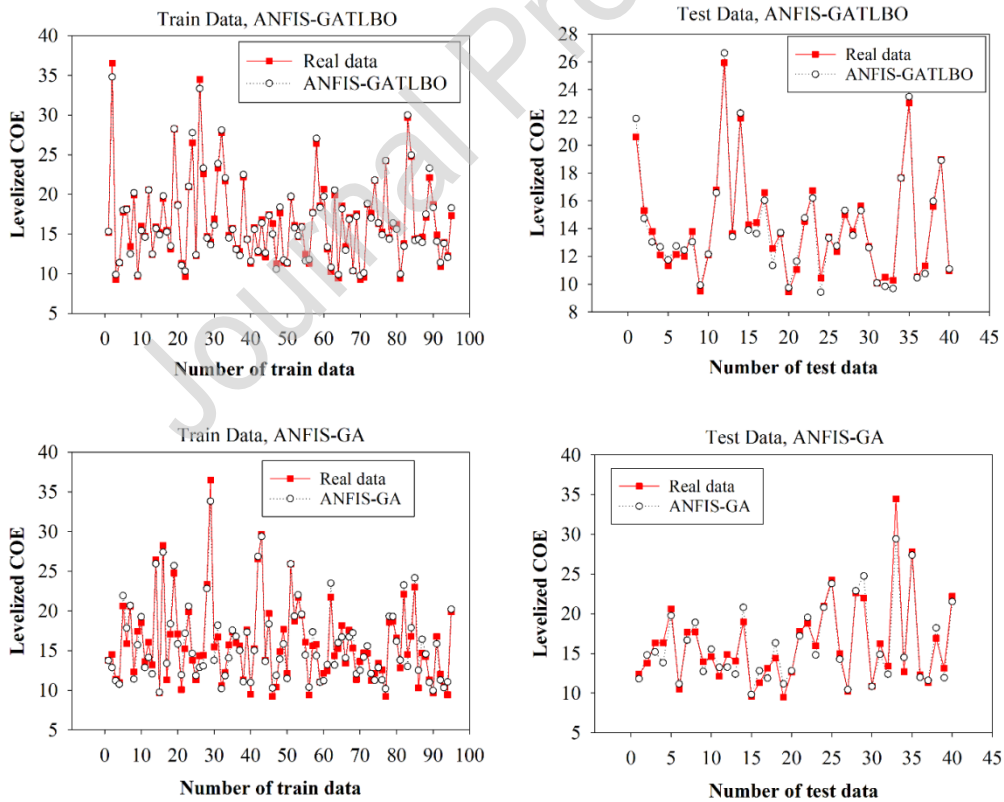 Train Data, ANFIS-GATLBO
Levelized COE
40
35
30
25
20
15
10
5
Real data
ANFIS-GATLBO
0 10 20 30 40 50 60 70 80 90 100
Number of train data
Test Data, ANFIS-GATLBO
Levelized COE
28
26
24
22
20
18
16
14
12
10
8
Real data
ANFIS-GATLBO
0 5 10 15 20 25 30 35 40 45
Number of test data
Train Data, ANFIS-GA
Levelized COE
40
35
30
25
20
15
10
5
Real data
ANFIS-GA
0 10 20 30 40 50 60 70 80 90 100
Number of train data
Test Data, ANFIS-GA
Levelized COE
40
35
30
25
20
15
10
5
Real data
ANFIS-GA
0 5 10 15 20 25 30 35 40 45
Number of test data
Journal Pr